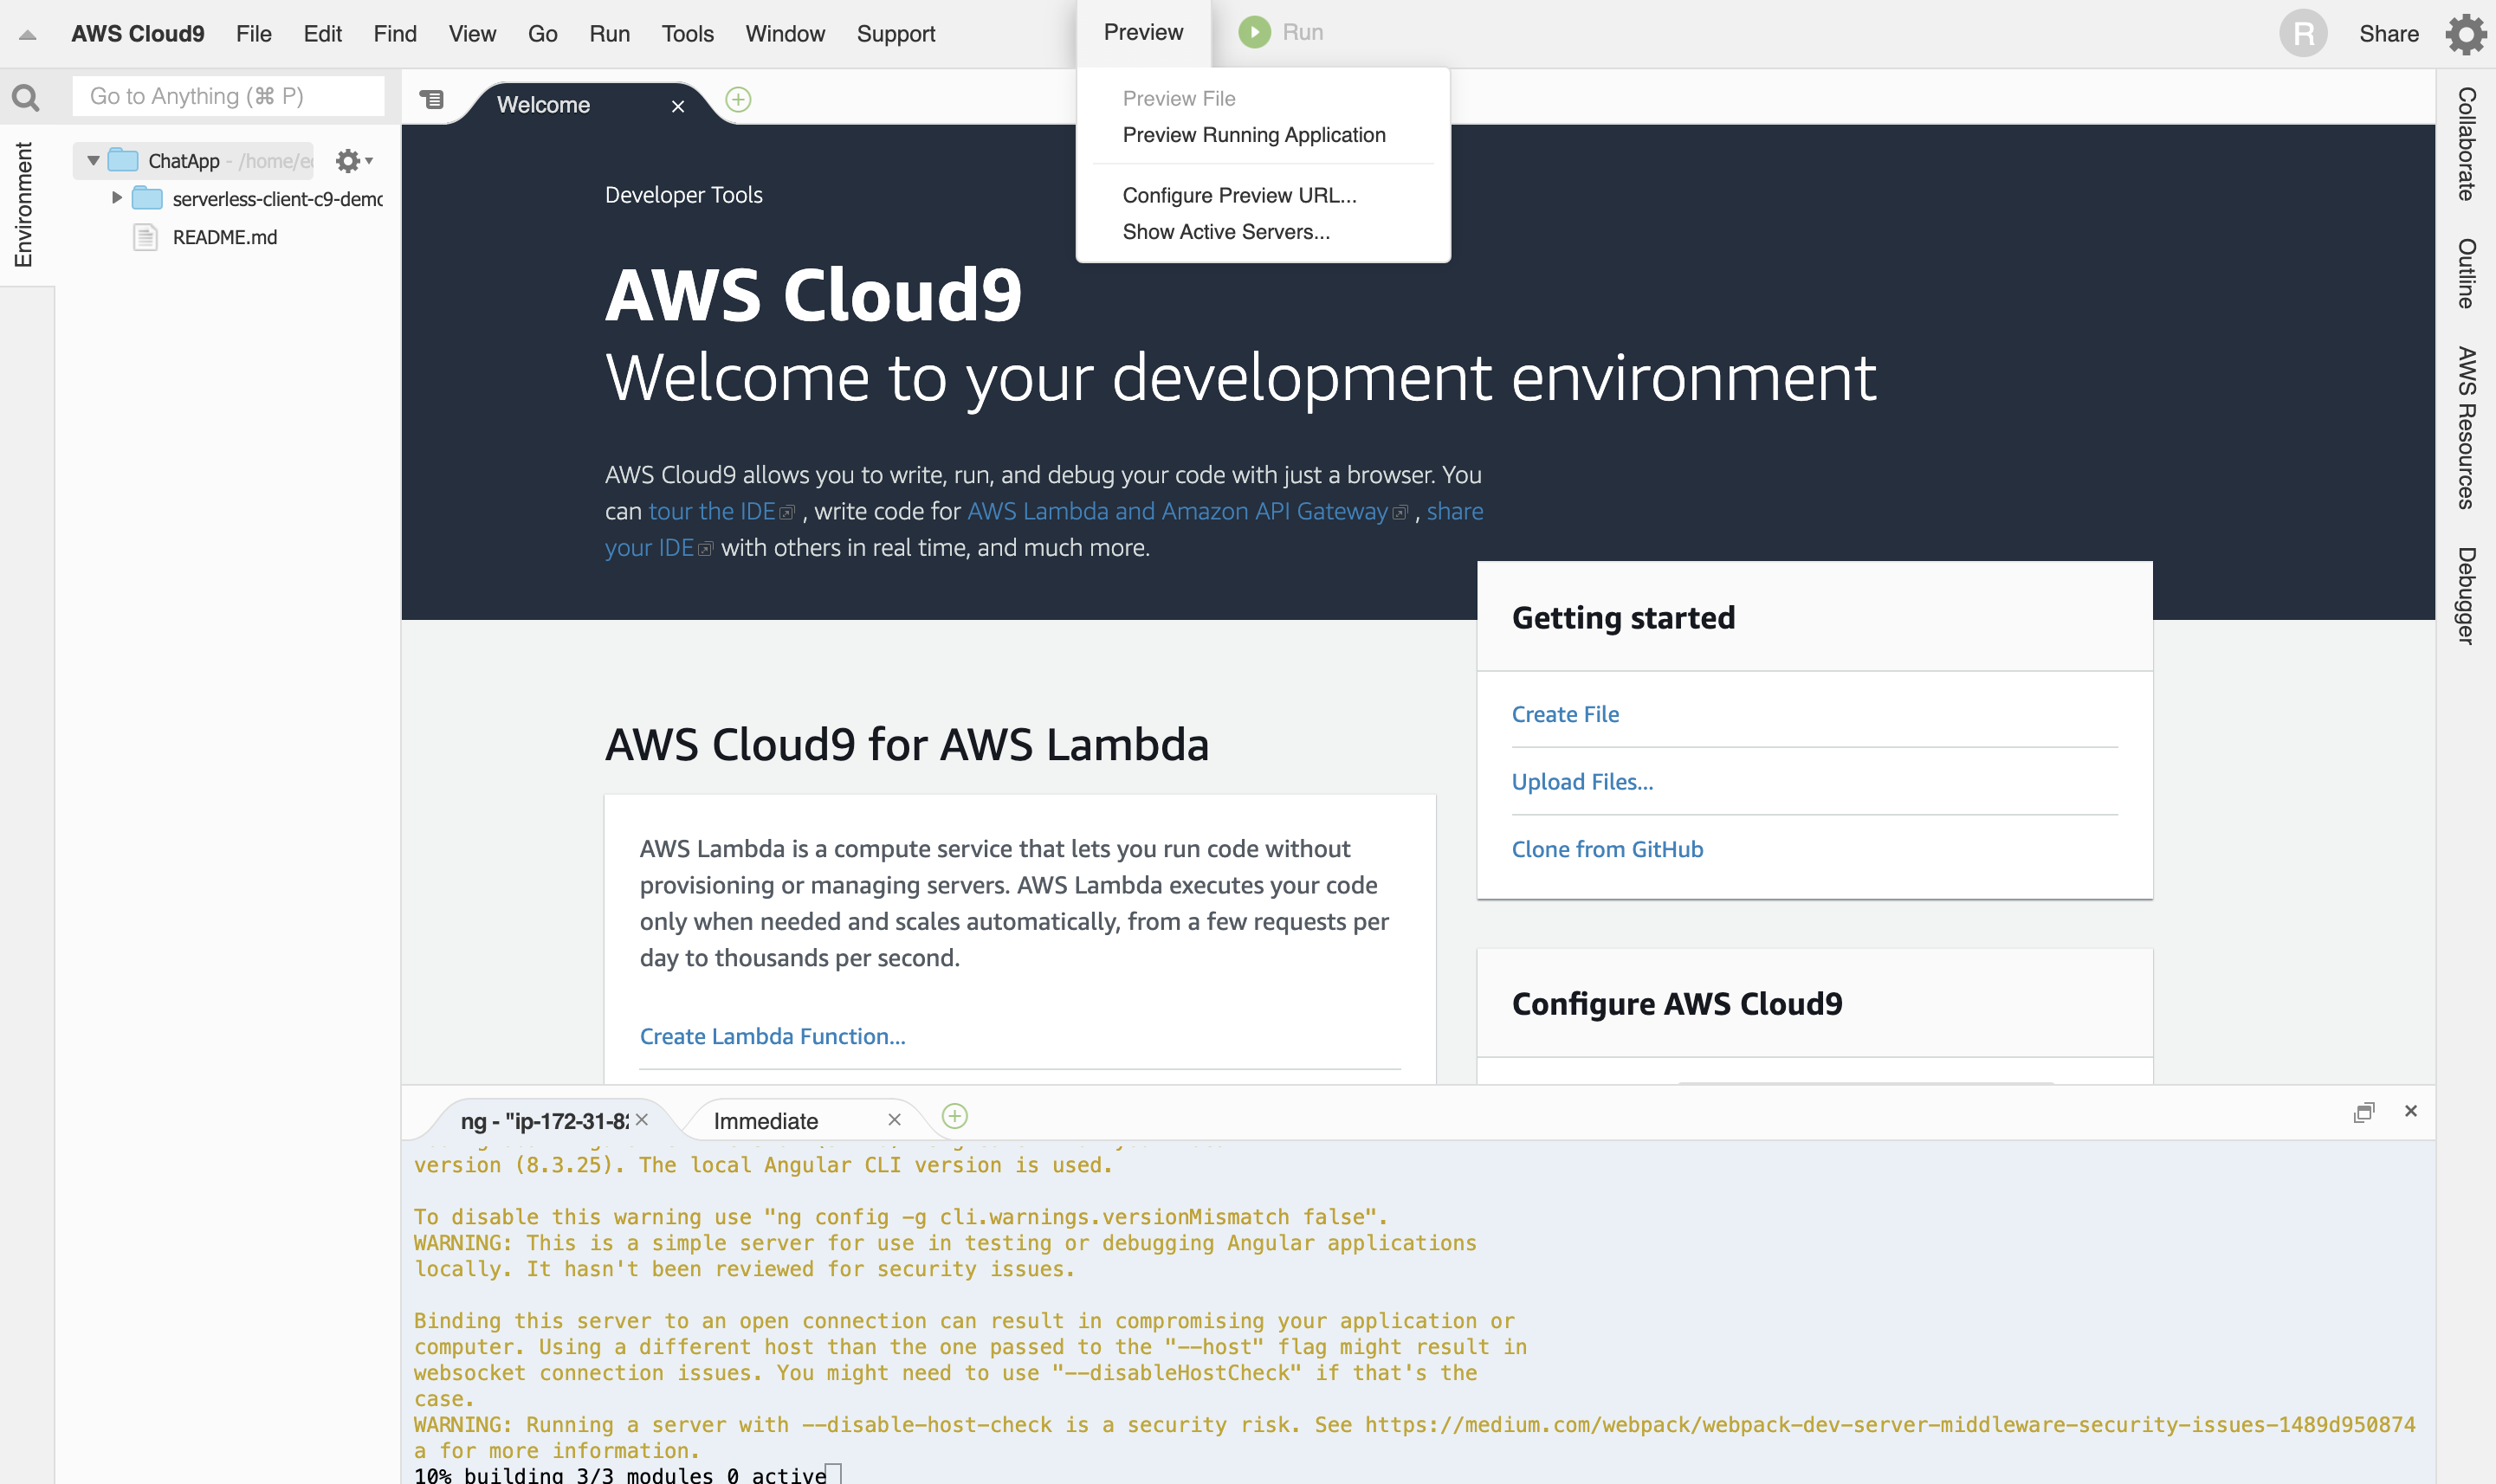 AWS Cloud9 File Edit Find View Go Run Tools Window Support Preview Run R Share
Go to Anything (⌘ P)
Welcome
Preview File
Preview Running Application
Configure Preview URL...
Show Active Servers...
Environment
ChatApp - /home/e
serverless-client-c9-demo
README.md
Developer Tools
AWS Cloud9
Welcome to your development environment
AWS Cloud9 allows you to write, run, and debug your code with just a browser. You
can tour the IDE , write code for AWS Lambda and Amazon API Gateway , share
your IDE with others in real time, and much more.
Getting started
Create File
Upload Files...
Clone from GitHub
AWS Cloud9 for AWS Lambda
AWS Lambda is a compute service that lets you run code without
provisioning or managing servers. AWS Lambda executes your code
only when needed and scales automatically, from a few requests per
day to thousands per second.
Create Lambda Function...
Configure AWS Cloud9
Collaborate
Outline
AWS Resources
Debugger
ng - "ip-172-31-82
Immediate
version (8.3.25). The local Angular CLI version is used.
To disable this warning use "ng config -g cli.warnings.versionMismatch false".
WARNING: This is a simple server for use in testing or debugging Angular applications
locally. It hasn't been reviewed for security issues.
Binding this server to an open connection can result in compromising your application or
computer. Using a different host than the one passed to the "--host" flag might result in
websocket connection issues. You might need to use "--disableHostCheck" if that's the
case.
WARNING: Running a server with --disable-host-check is a security risk. See https://medium.com/webpack/webpack-dev-server-middleware-security-issues-1489d950874
a for more information.
10% building 3/3 modules 0 active